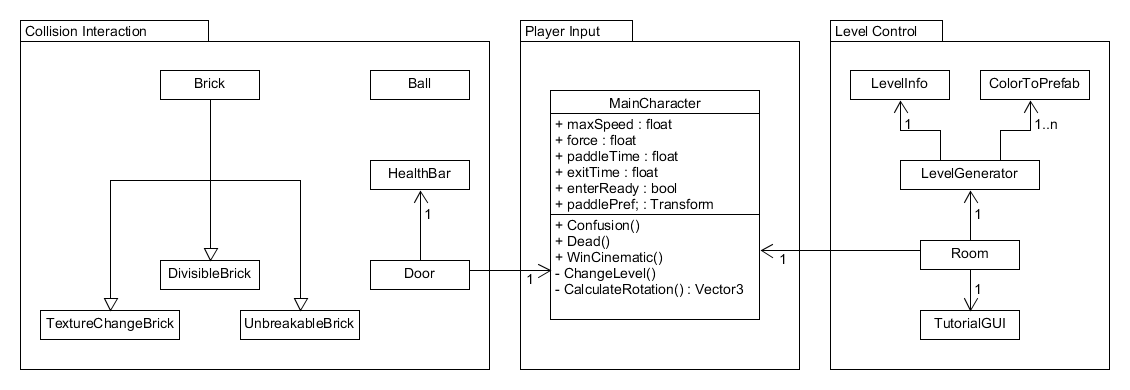 Collision Interaction
Brick
Ball
HealthBar
1
DivisibleBrick
Door
1
TextureChangeBrick
UnbreakableBrick
Player Input
MainCharacter
+ maxSpeed : float
+ force : float
+ paddleTime : float
+ exitTime : float
+ enterReady : bool
+ paddlePref; : Transform
+ Confusion()
+ Dead()
+ WinCinematic()
- ChangeLevel()
- CalculateRotation() : Vector3
1
Level Control
LevelInfo
ColorToPrefab
1
1..n
LevelGenerator
1
Room
1
TutorialGUI